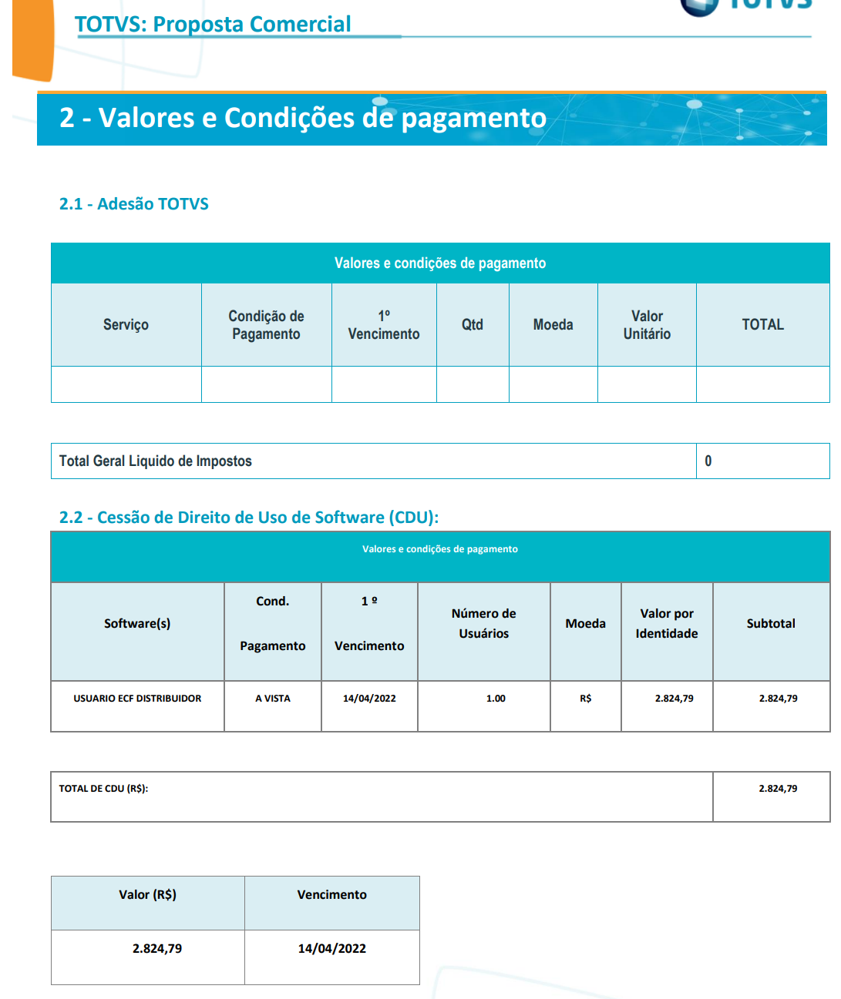 TOTVS
TOTVS: Proposta Comercial
2 - Valores e Condições de pagamento
2.1 - Adesão TOTVS
Valores e condições de pagamento
Serviço
Condição de
Pagamento
1º
Vencimento
Qtd
Moeda
Valor
Unitário
TOTAL
Total Geral Liquido de Impostos
0
2.2 - Cessão de Direito de Uso de Software (CDU):
Valores e condições de pagamento
Software(s)
Cond.
Pagamento
1 º
Vencimento
Número de
Usuários
Moeda
Valor por
Identidade
Subtotal
USUARIO ECF DISTRIBUIDOR
A VISTA
14/04/2022
1.00
R$
2.824,79
2.824,79
TOTAL DE CDU (R$):
2.824,79
Valor (R$)
Vencimento
2.824,79
14/04/2022